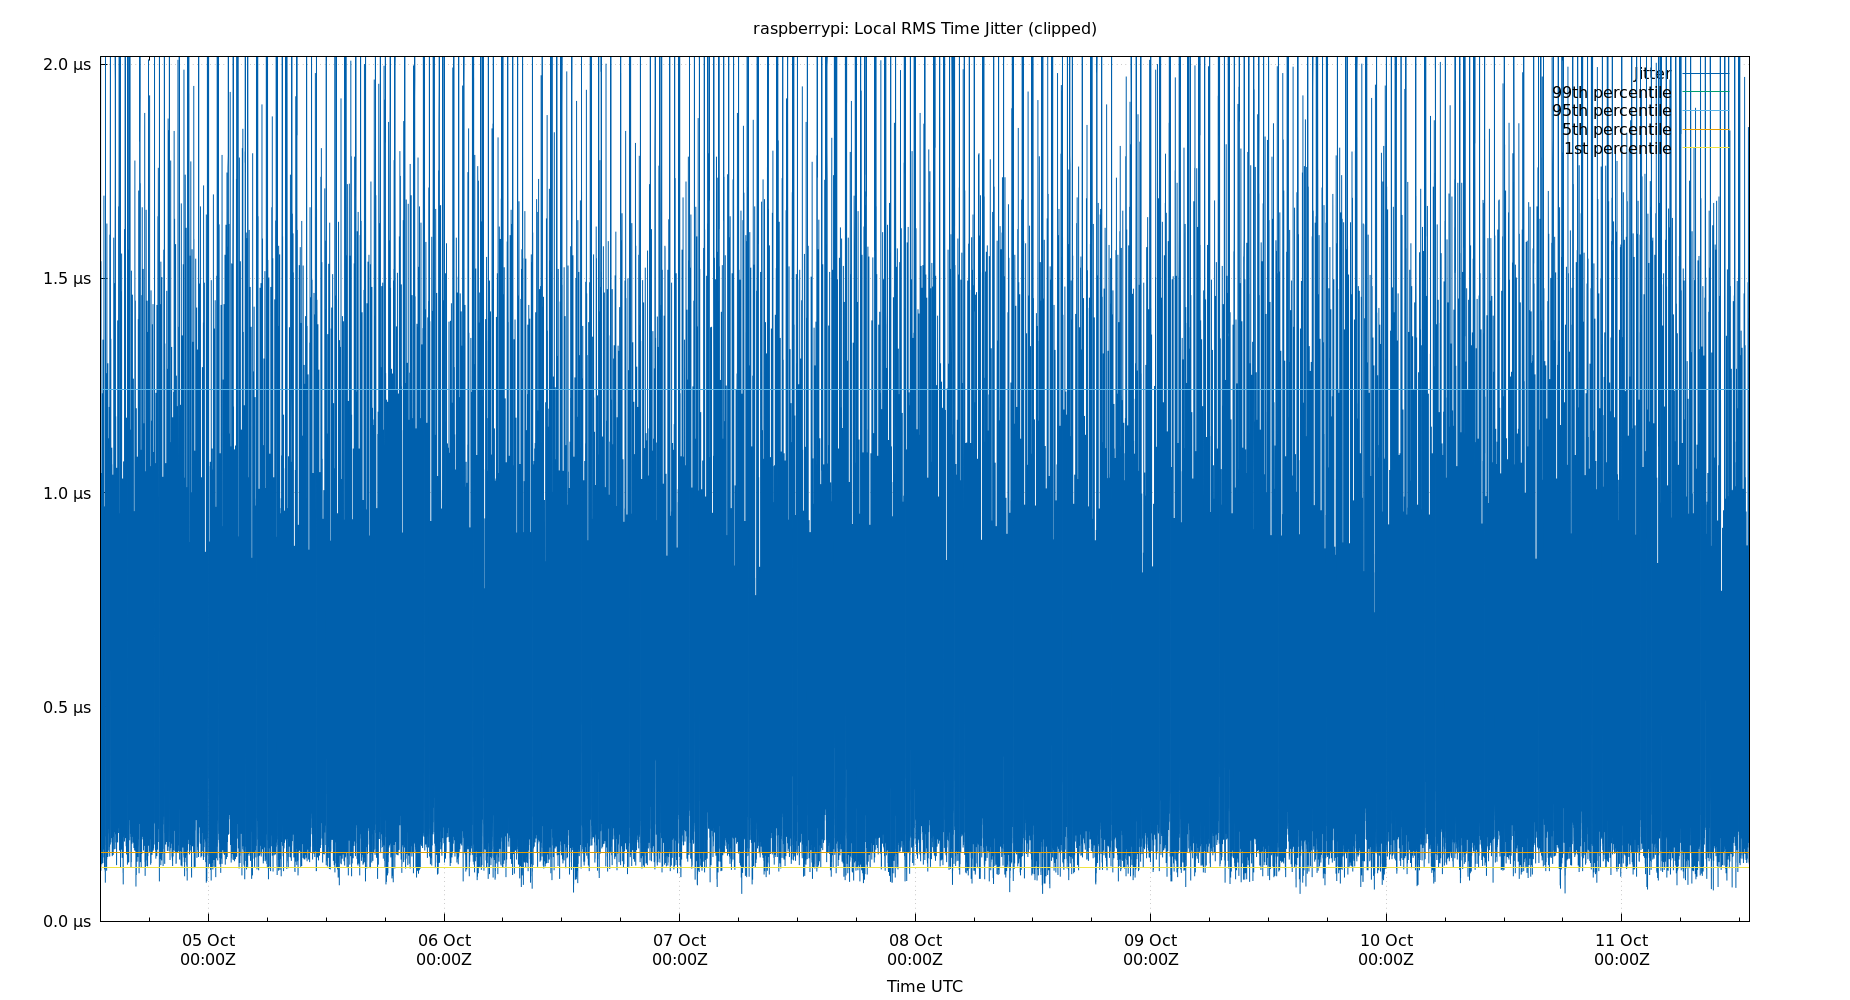 raspberrypi: Local RMS Time Jitter (clipped)
2.0 μs
1.5 μs
1.0 μs
0.5 μs
0.0 μs
jitter
99th percentile
95th percentile
5th percentile
1st percentile
05 Oct 06 Oct 07 Oct 08 Oct 09 Oct 10 Oct 11 Oct
00:00Z 00:00Z 00:00Z 00:00Z 00:00Z 00:00Z 00:00Z
Time UTC